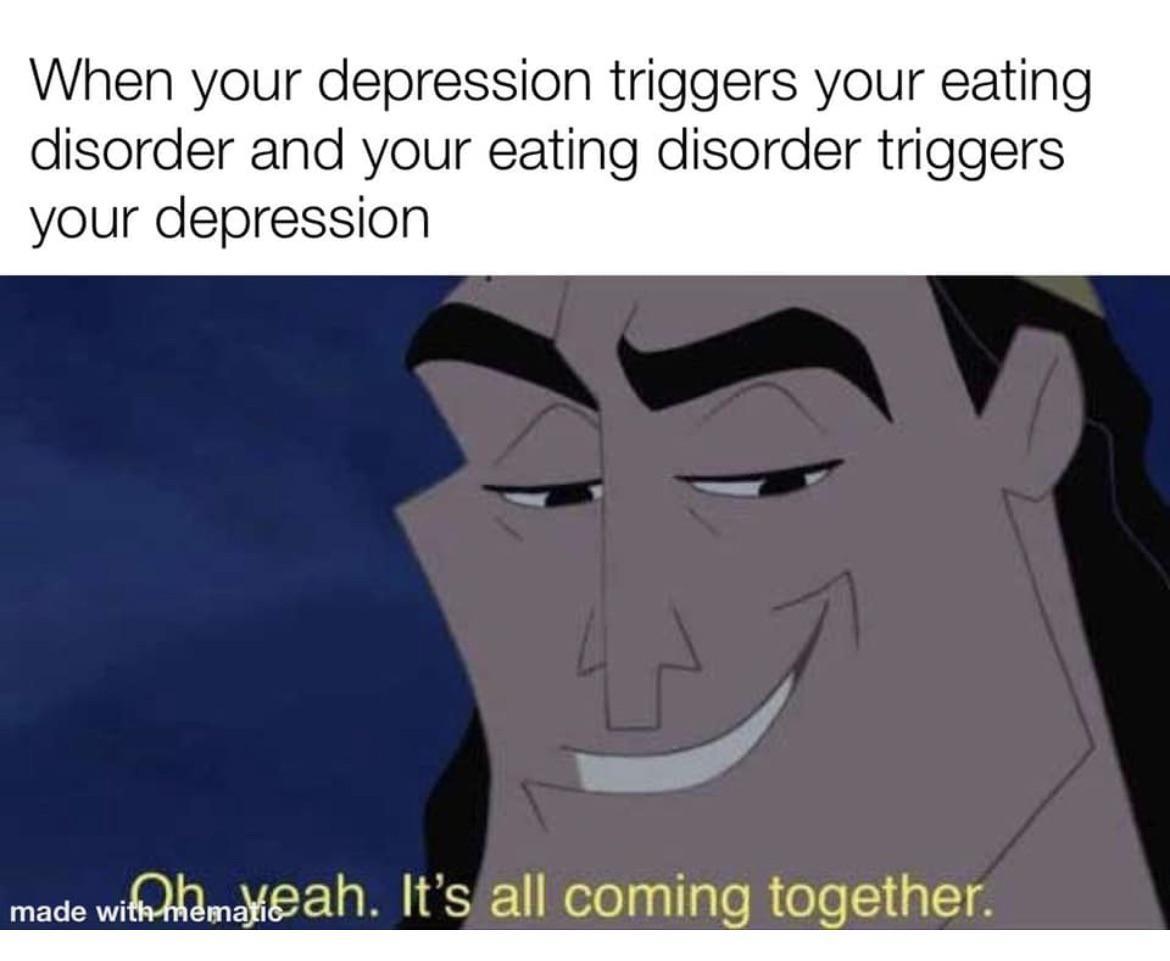 When your depression triggers your eating
disorder and your eating disorder triggers
your depression
Oh yeah. It's all coming together.
made with mematic